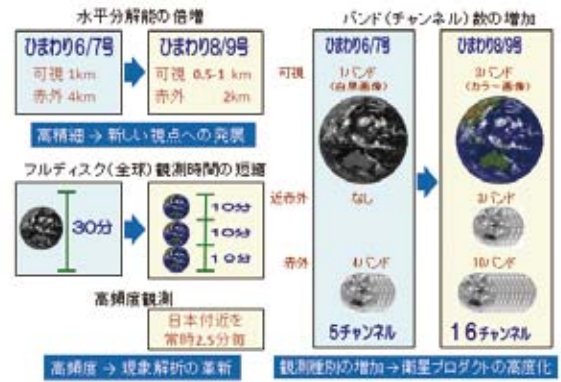 水平分解能の倍増
ひまわり6/7号
可視 1km
赤外 4km
ひまわり8/9号
可視 0.5-1 km
赤外 2km
高精細 → 新しい視点への発展
フルディスク(全球)観測時間の短縮
30分
10分
10分
10分
高頻度観測
日本付近を
常時2.5分毎
高頻度 → 現象解析の革新
バンド(チャンネル)数の増加
ひまわり6/7号
ひまわり8/9号
可視
1バンド
(白黒画像)
3バンド
(カラー画像)
近赤外
なし
3バンド
赤外
4バンド
10バンド
5チャンネル
16チャンネル
観測種別の増加 → 衛星プロダクトの高度化